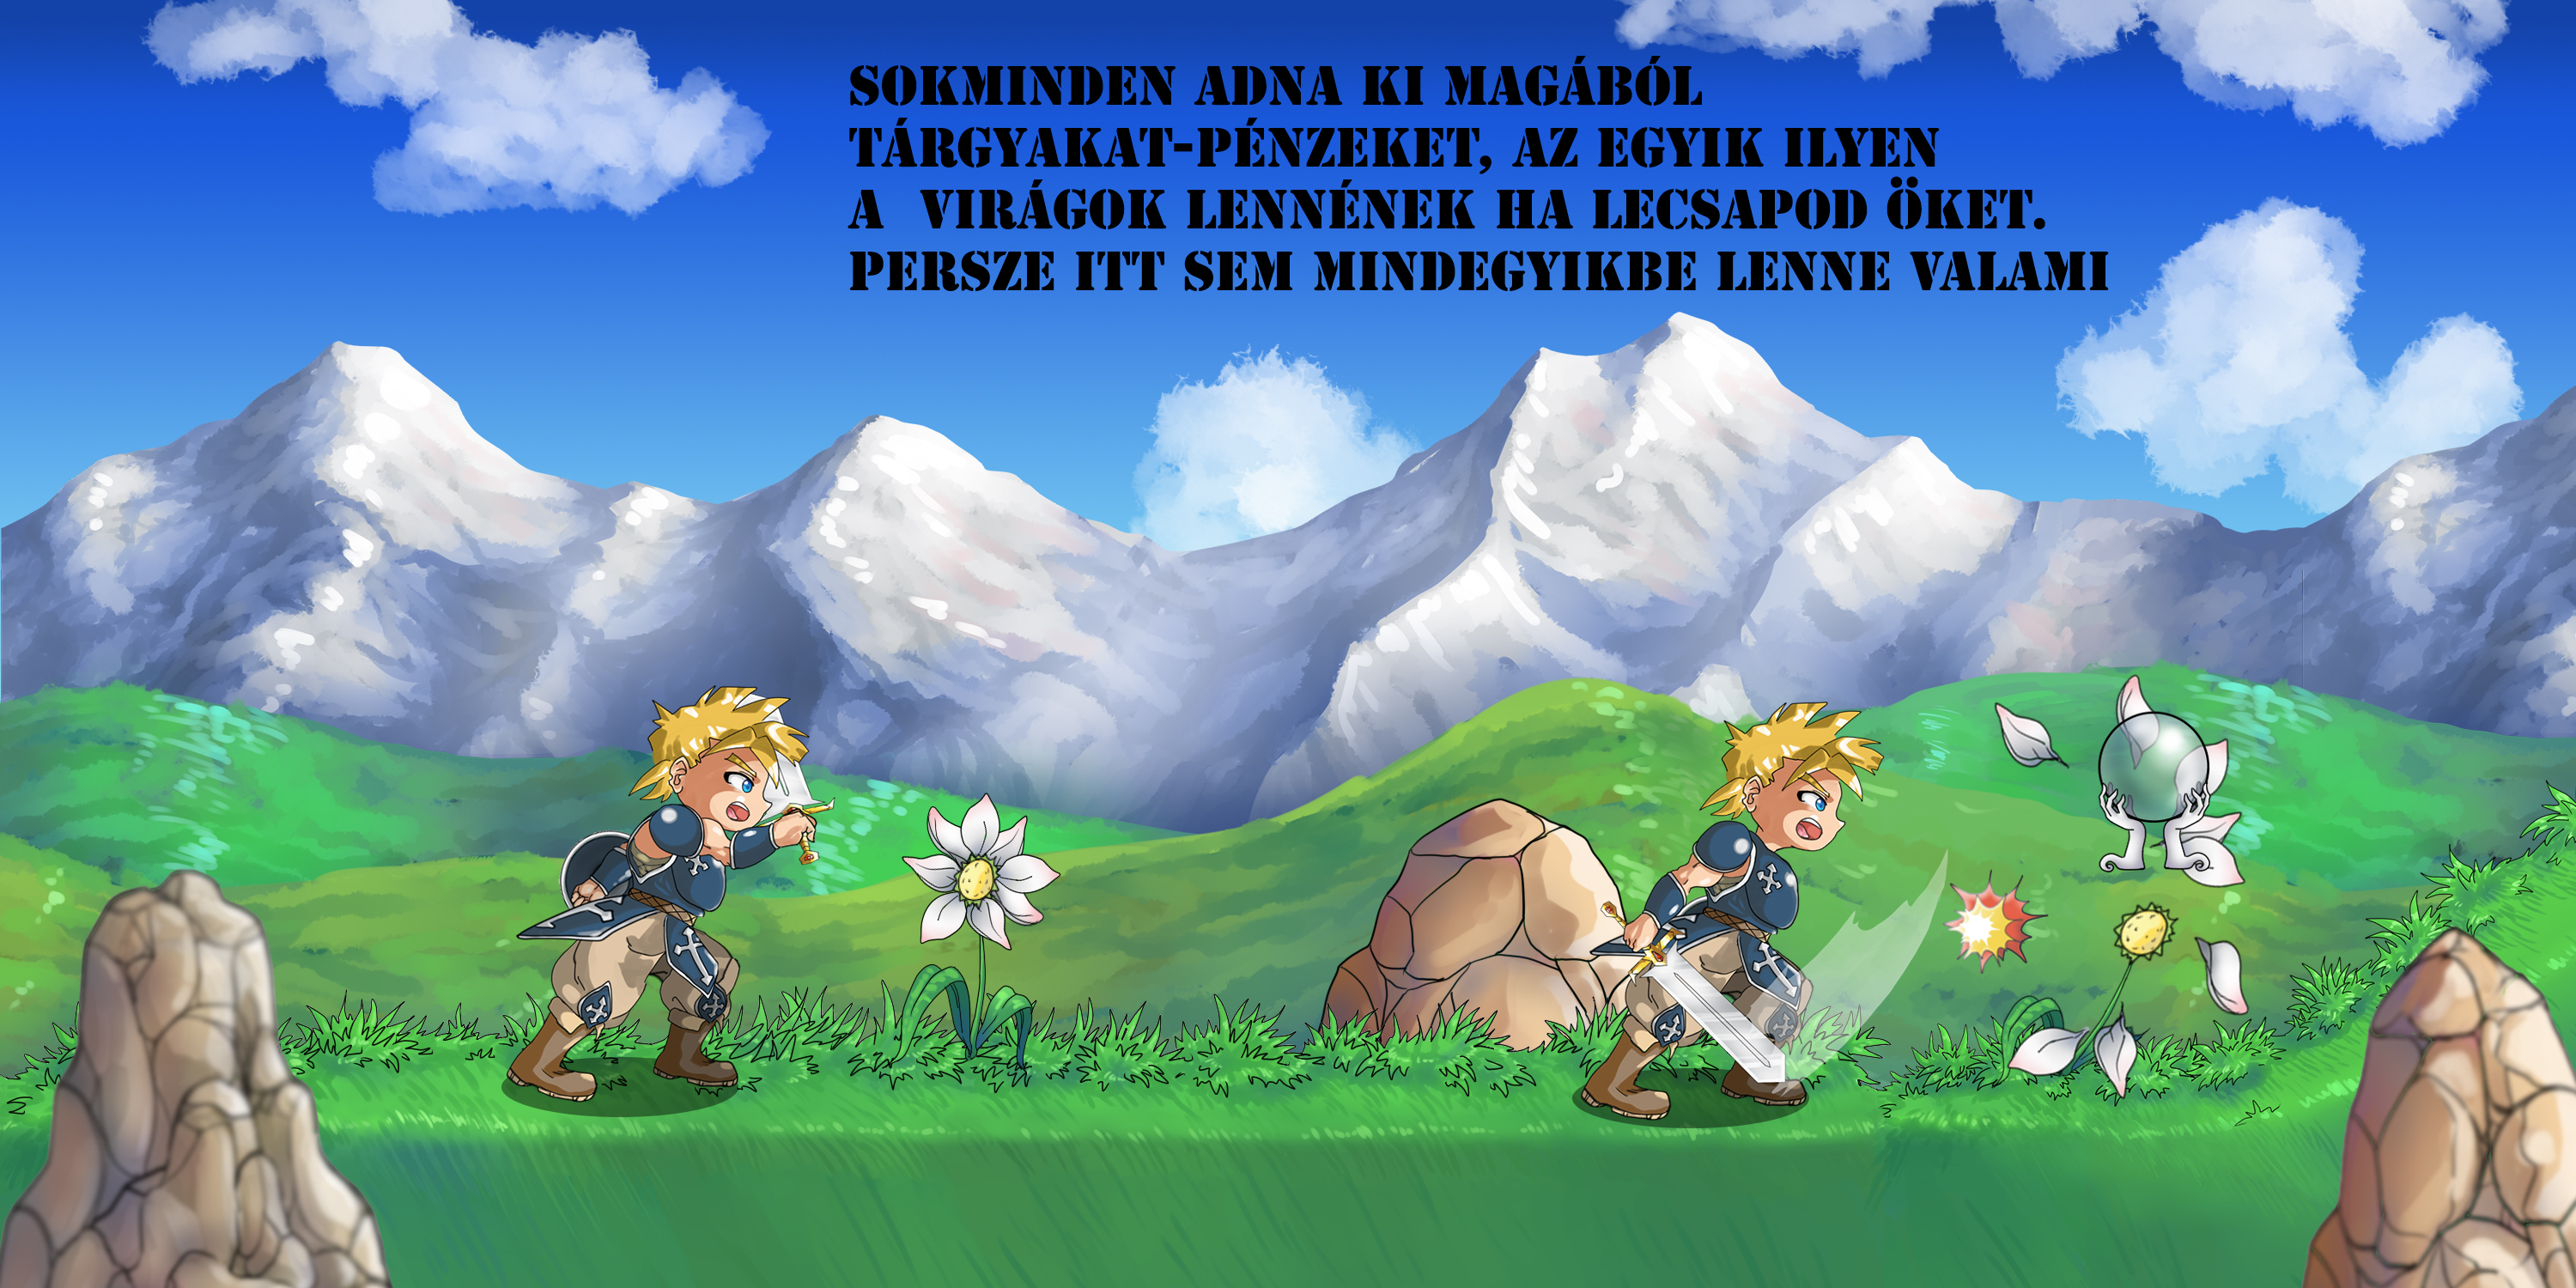 SOKMINDEN ADNA KI MAGÁBÓL
TÁRGYAKAT-PÉNZEKET, AZ EGYIK ILYEN
A VIRÁGOK LENNÉNEK HA LECSAPOD ÖKET.
PERSZE ITT SEM MINDEGYIKBE LENNE VALAMI